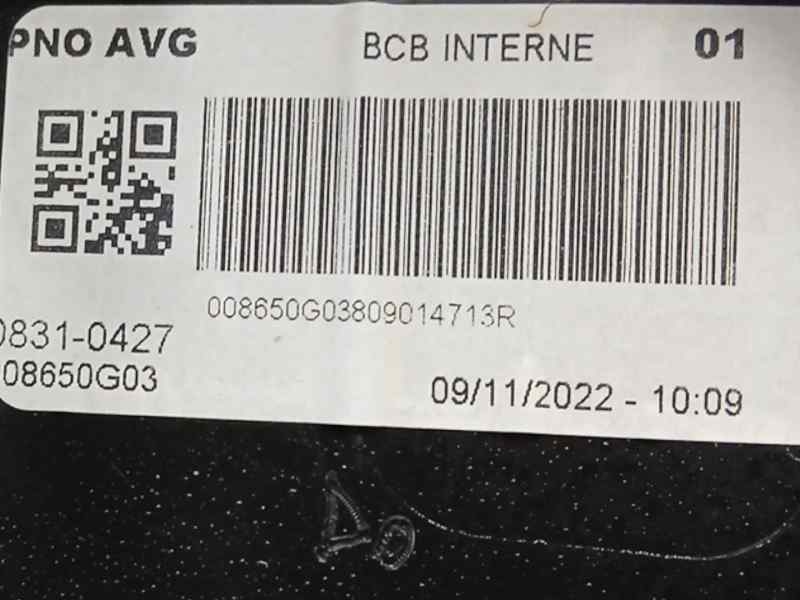 PNO AVG BCB INTERNE 01
008650G03809014713R
0831-0427
08650G03
09/11/2022 - 10:09